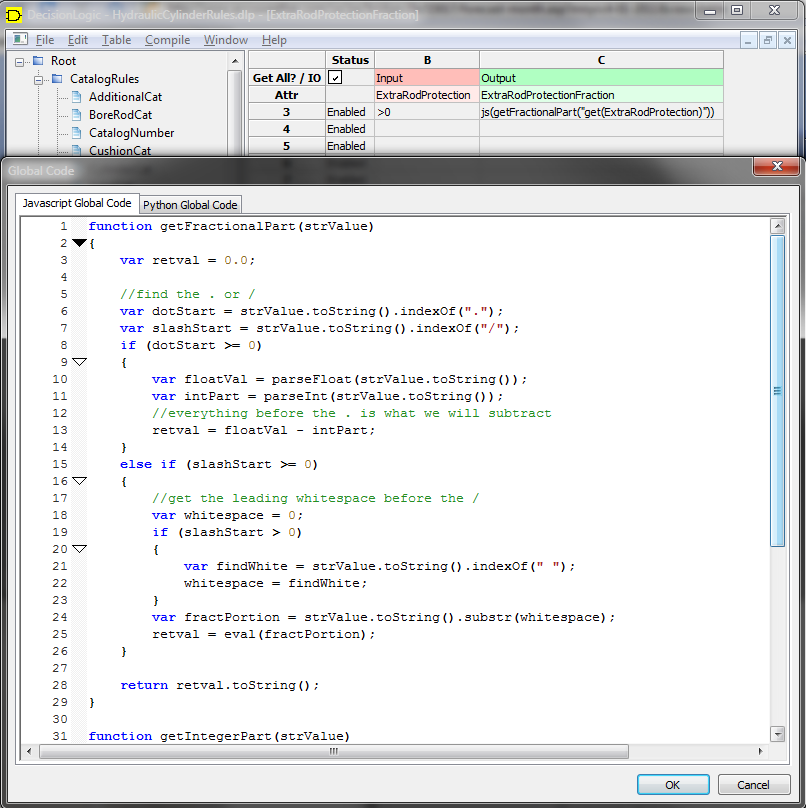 DecisionLogic - HydraulicCylinderRules.dlp - [ExtraRodProtectionFraction]
File Edit Table Compile Window Help
Root
CatalogRules
AdditionalCat
BoreRodCat
CatalogNumber
CushionCat
Status B C
Get All? / IO Input Output
Attr ExtraRodProtection ExtraRodProtectionFraction
3 Enabled >0 js(getFractionalPart("get(ExtraRodProtection)"))
4 Enabled
5 Enabled
Global Code
Javascript Global Code Python Global Code
1 function getFractionalPart(strValue)
2 {
3 var retval = 0.0;
4
5 //find the . or /
6 var dotStart = strValue.toString().indexOf(".");
7 var slashStart = strValue.toString().indexOf("/");
8 if (dotStart >= 0)
9 {
10 var floatVal = parseFloat(strValue.toString());
11 var intPart = parseInt(strValue.toString());
12 //everything before the . is what we will subtract
13 retval = floatVal - intPart;
14 }
15 else if (slashStart >= 0)
16 {
17 //get the leading whitespace before the /
18 var whitespace = 0;
19 if (slashStart > 0)
20 {
21 var findWhite = strValue.toString().indexOf(" ");
22 whitespace = findWhite;
23 }
24 var fractPortion = strValue.toString().substr(whitespace);
25 retval = eval(fractPortion);
26 }
27
28 return retval.toString();
29 }
30
31 function getIntegerPart(strValue)
OK Cancel